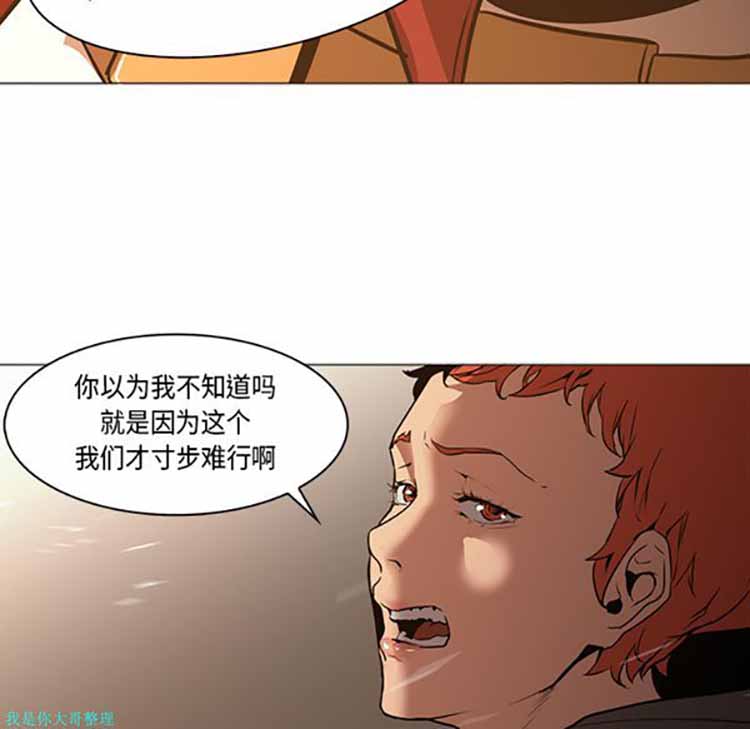 你以为我不知道吗
就是因为这个
我们才寸步难行啊
我是你大哥整理